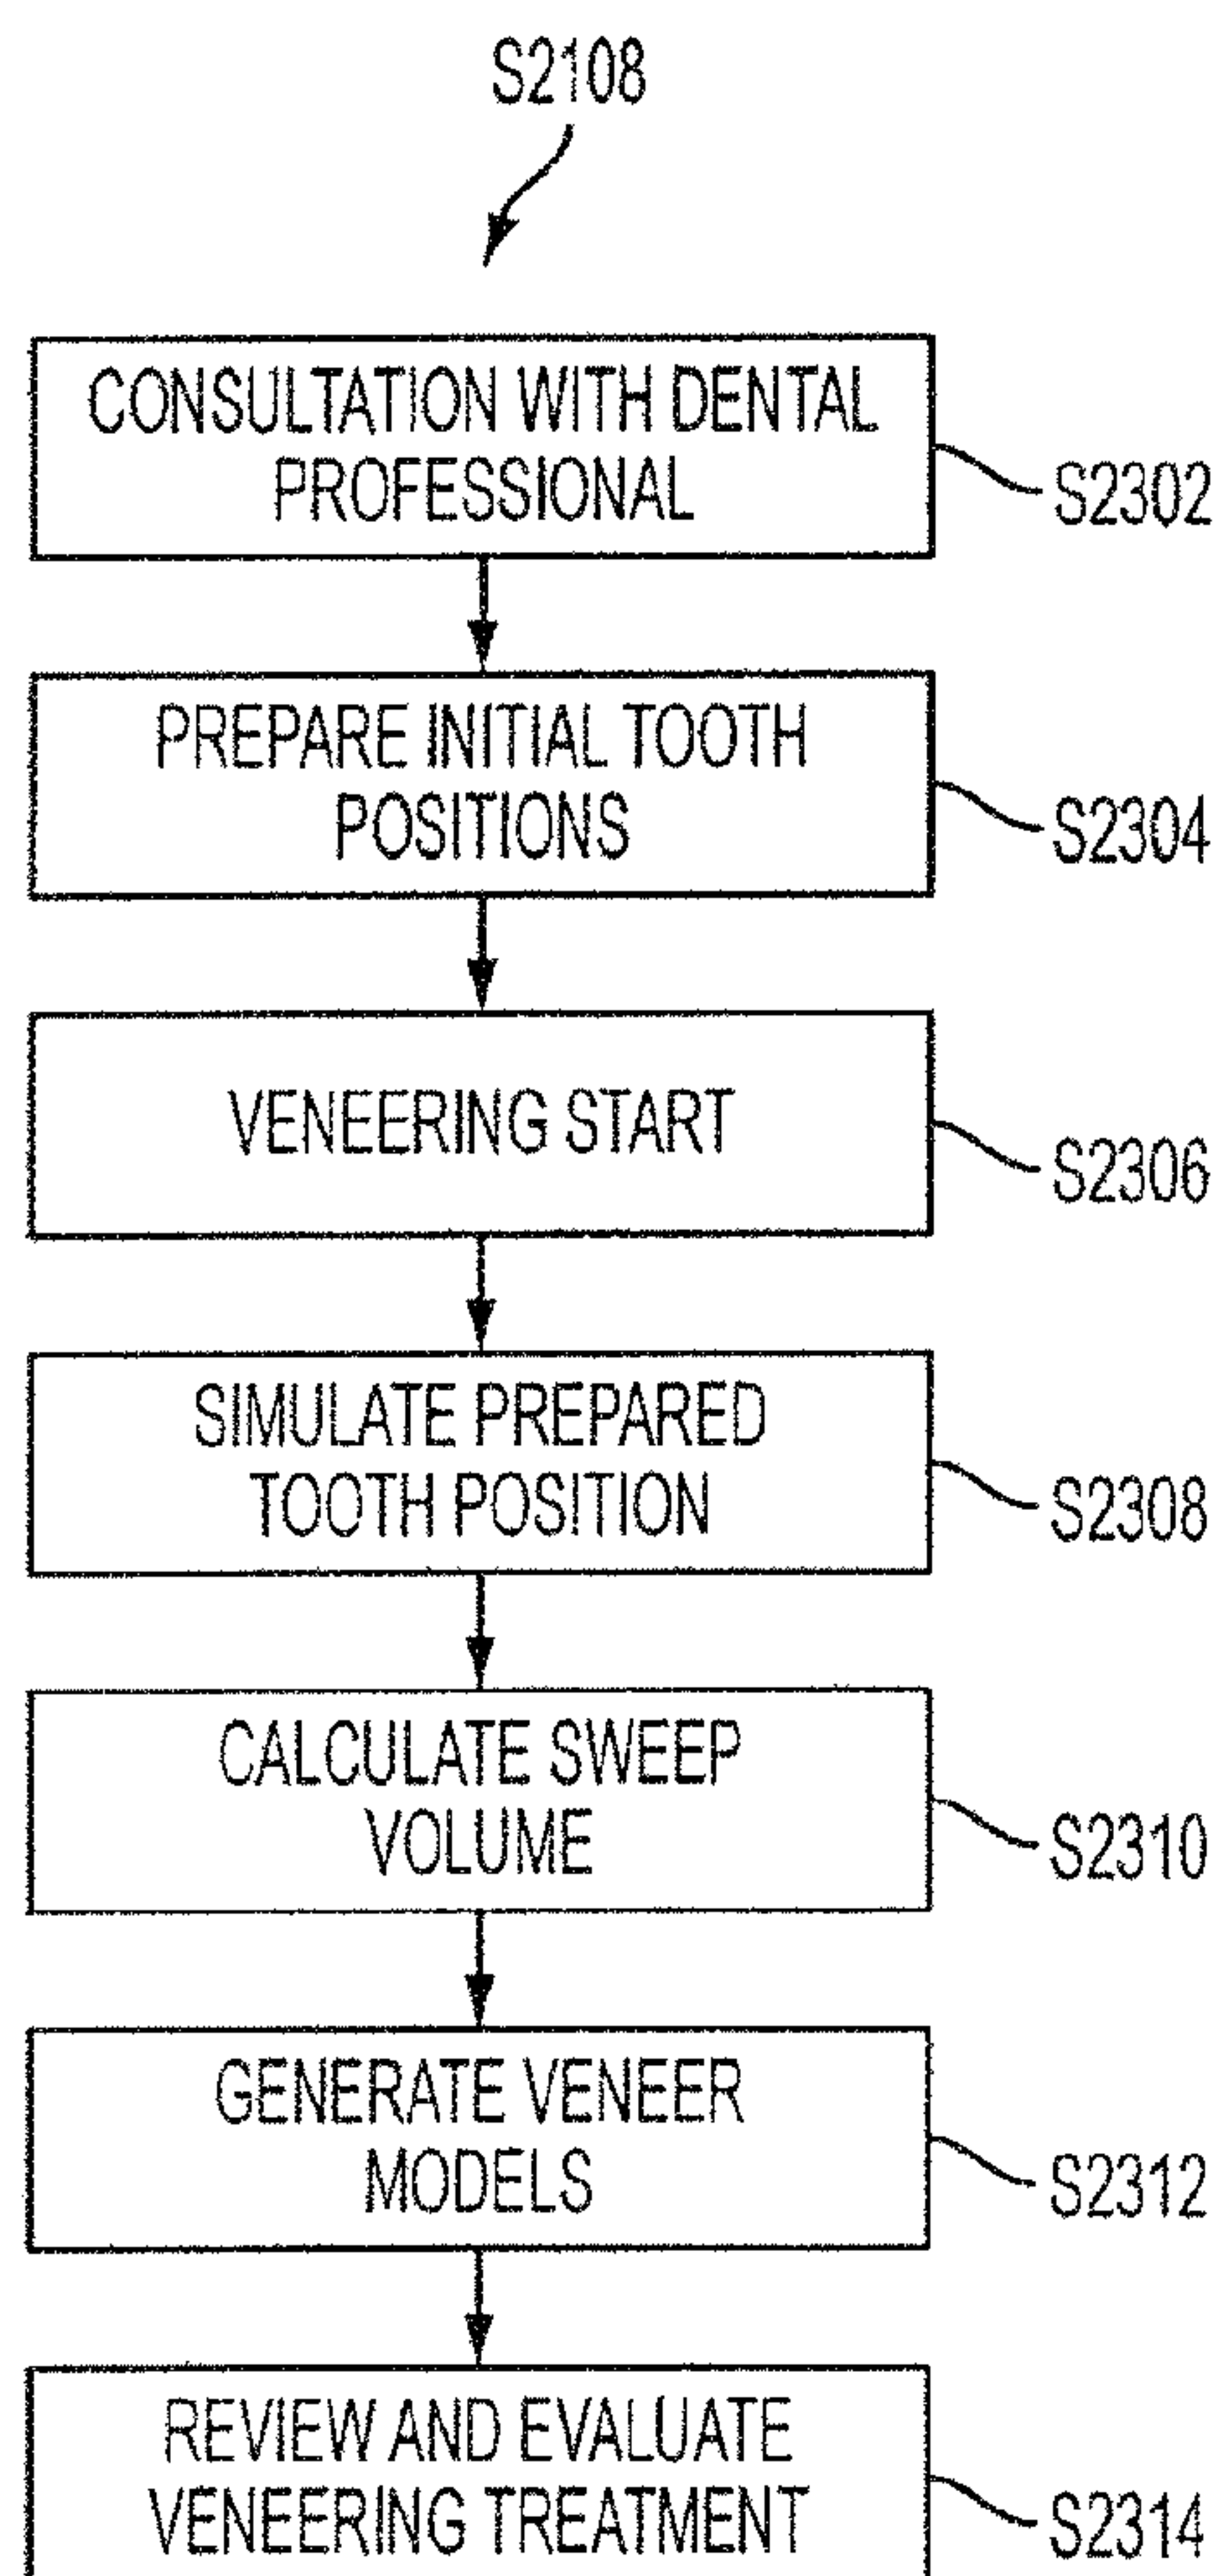 S2108
CONSULTATION WITH DENTAL
PROFESSIONAL
S2302
PREPARE INITIAL TOOTH
POSITIONS
S2304
VENEERING START
S2306
SIMULATE PREPARED
TOOTH POSITION
S2308
CALCULATE SWEEP
VOLUME
S2310
GENERATE VENEER
MODELS
S2312
REVIEW AND EVALUATE
VENEERING TREATMENT
S2314